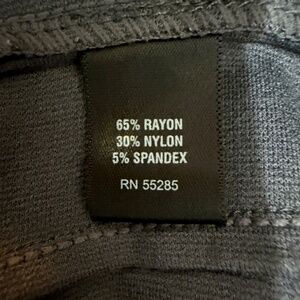 65% RAYON
30% NYLON
5% SPANDEX
RN 55285